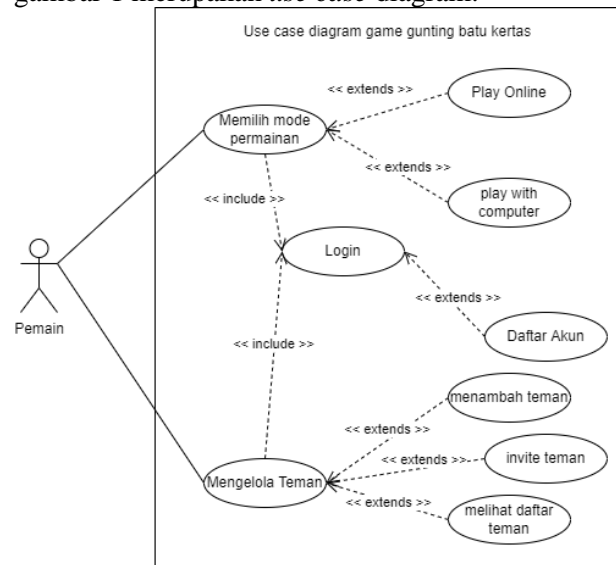 gambar 1 merupakan use case diagram.
Use case diagram game gunting batu kertas
<< extends >>
Play Online
Memilih mode
permainan
<< extends >>
play with
computer
<< include >>
Login
<< extends >>
Pemain
Daftar Akun
<< include >>
menambah teman
<< extends >>
<< extends >>
invite teman
Mengelola Teman
<< extends >>
melihat daftar
teman